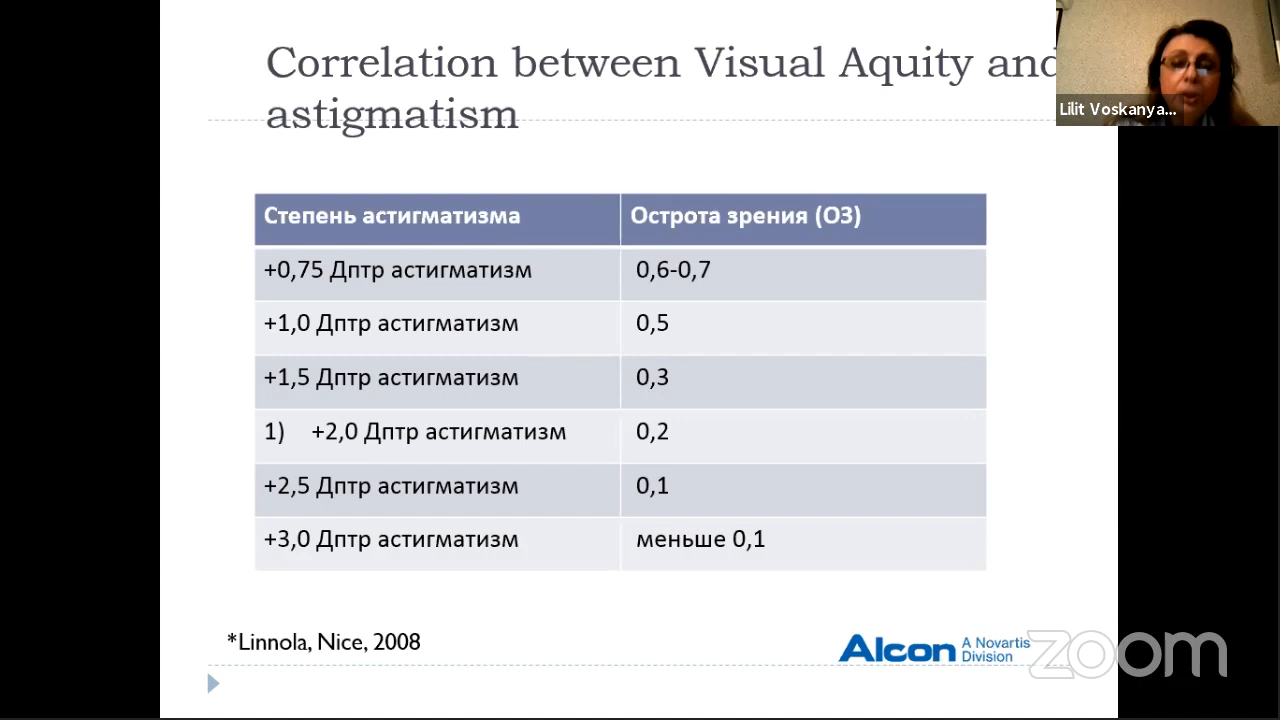 Correlation between Visual Aquity and
astigmatism
Lilit Voskanya...
Степень астигматизма
Острота зрения (ОЗ)
+0,75 Дптр астигматизм
0,6-0,7
+1,0 Дптр астигматизм
0,5
+1,5 Дптр астигматизм
0,3
1) +2,0 Дптр астигматизм
0,2
+2,5 Дптр астигматизм
0,1
+3,0 Дптр астигматизм
меньше 0,1
*Linnola, Nice, 2008
Alcon
A Novartis
Division
zoom